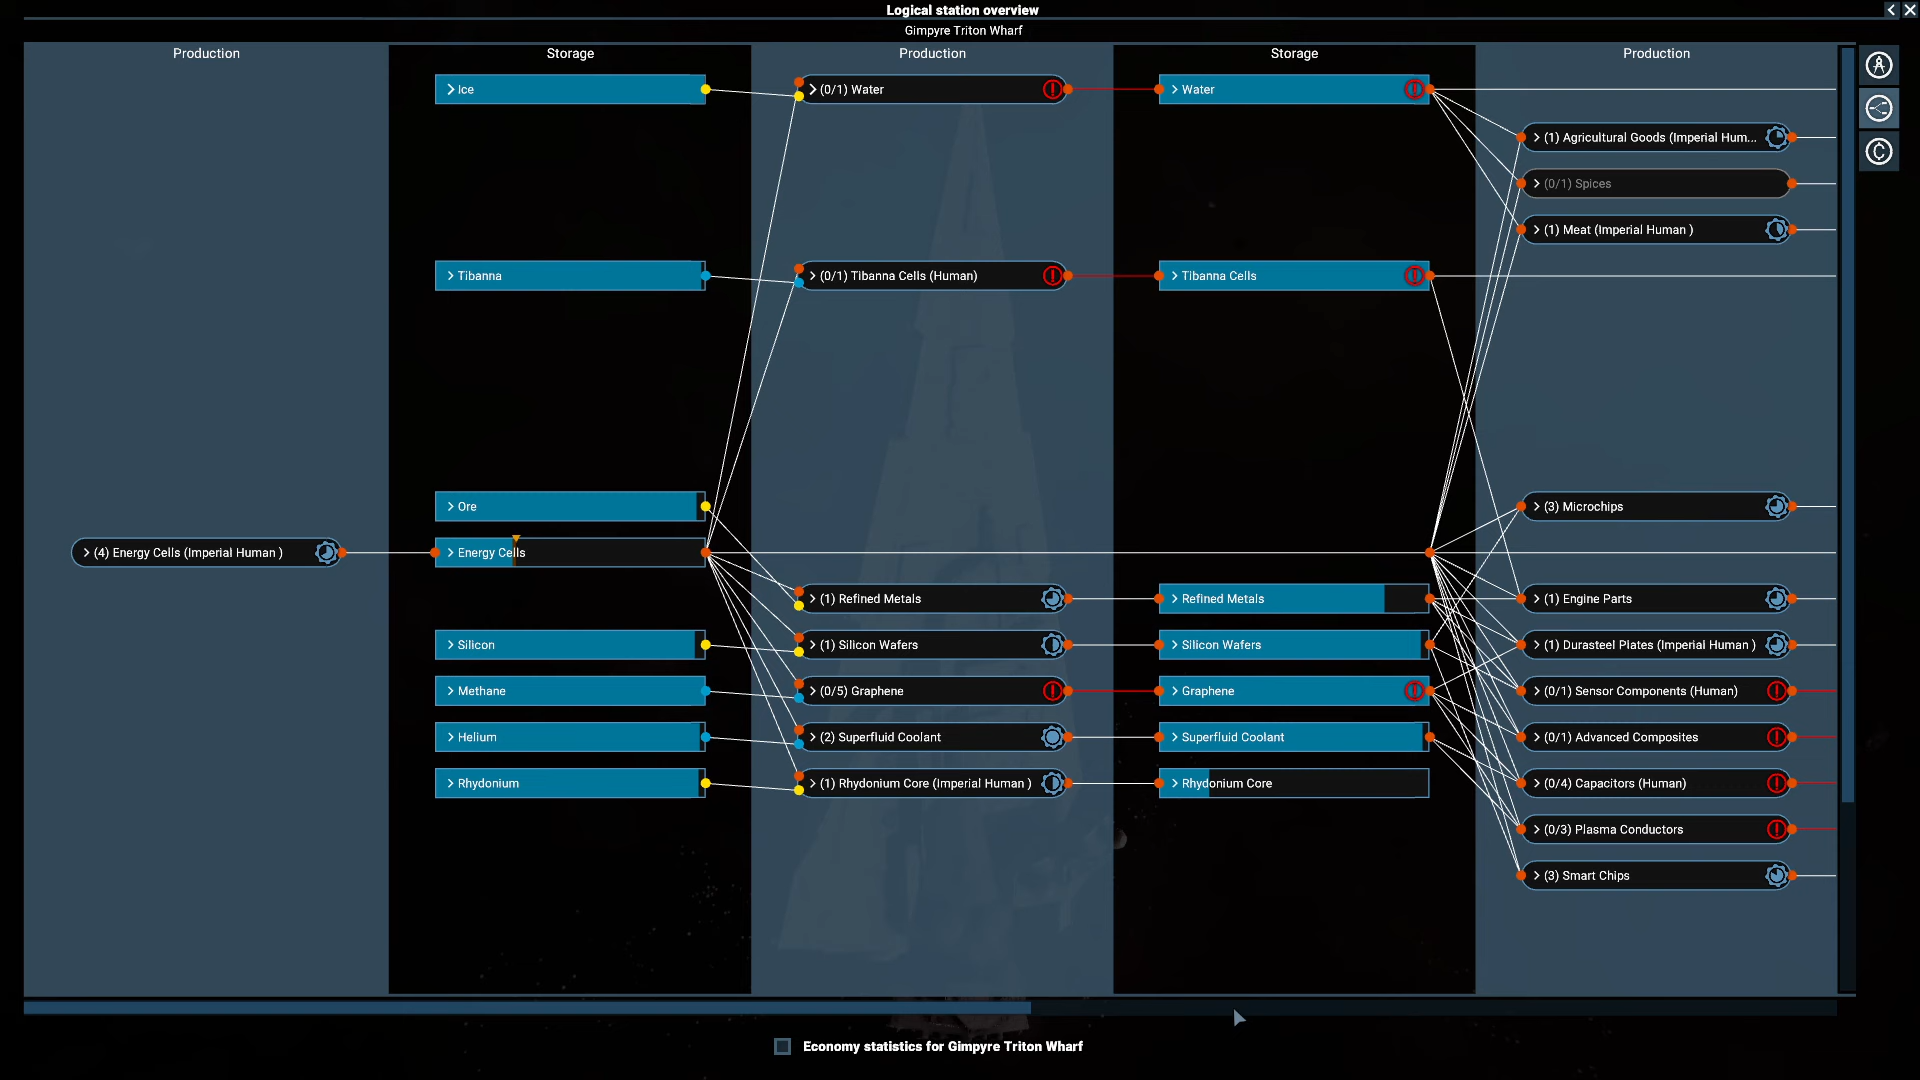 Logical station overview
Gimpyre Triton Wharf
Production
Storage
Production
Storage
Production
Ice
(0/1) Water
Water
(1) Agricultural Goods (Imperial Hum...
(0/1) Spices
(1) Meat (Imperial Human )
Tibanna
(0/1) Tibanna Cells (Human)
Tibanna Cells
Ore
(3) Microchips
(4) Energy Cells (Imperial Human )
Energy Cells
(1) Refined Metals
Refined Metals
(1) Engine Parts
Silicon
(1) Silicon Wafers
Silicon Wafers
(1) Durasteel Plates (Imperial Human )
Methane
(0/5) Graphene
Graphene
(0/1) Sensor Components (Human)
Helium
(2) Superfluid Coolant
Superfluid Coolant
(0/1) Advanced Composites
Rhydonium
(1) Rhydonium Core (Imperial Human )
Rhydonium Core
(0/4) Capacitors (Human)
(0/3) Plasma Conductors
(3) Smart Chips
Economy statistics for Gimpyre Triton Wharf